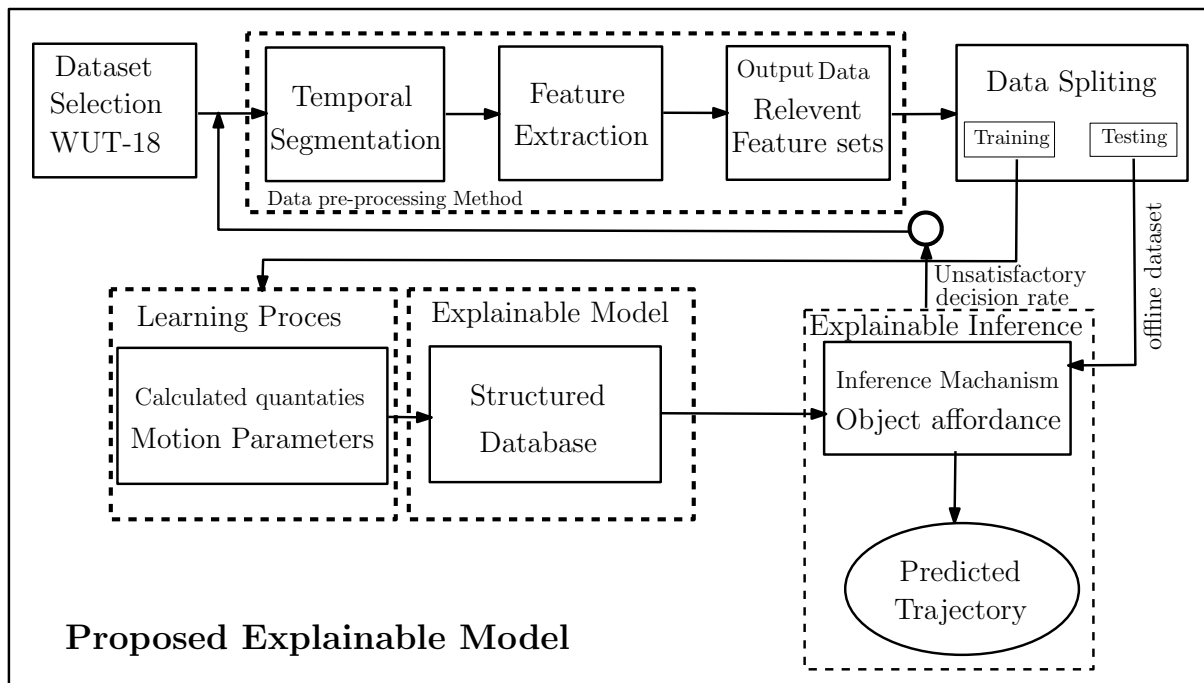 Dataset
Selection
WUT-18
Temporal
Segmentation
Feature
Extraction
Output Data
Relevent
Feature sets
Data pre-processing Method
Data Spliting
Training
Testing
offline dataset
Unsatisfactory
decision rate
Learning Proces
Calculated quantaties
Motion Parameters
Explainable Model
Structured
Database
Explainable Inference
Inference Machanism
Object affordance
Predicted
Trajectory
Proposed Explainable Model